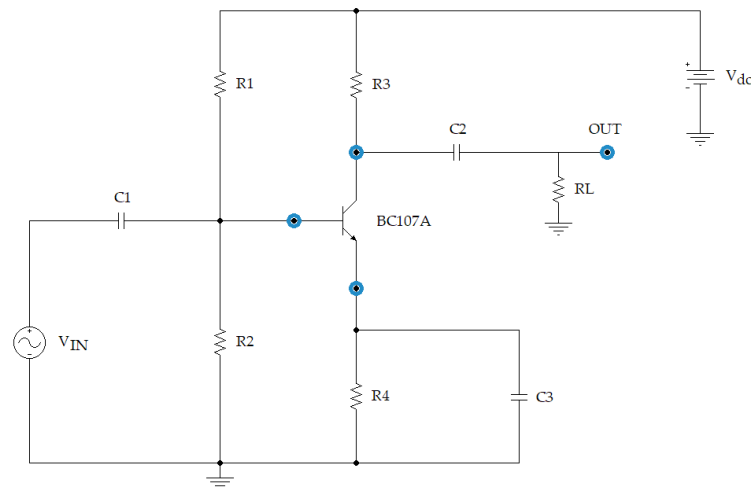 R1
R3
+
-
Vdc
C2
OUT
C1
RL
BC107A
+
-
VIN
R2
R4
C3